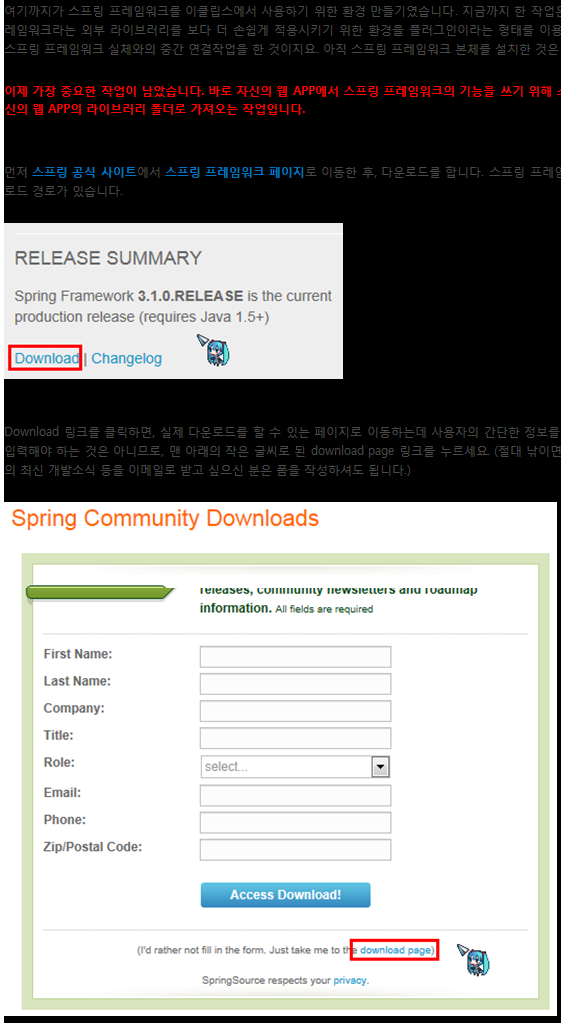 여기까지가 스프링 프레임워크를 이클립스에서 사용하기 위한 환경 만들기였습니다. 지금까지 한 작업은
레임워크라는 외부 라이브러리를 보다 더 손쉽게 적용시키기 위한 환경을 플러그인이라는 형태를 이용
스프링 프레임워크 실체와의 중간 연결작업을 한 것이지요. 아직 스프링 프레임워크 본체를 설치한 것은
이제 가장 중요한 작업이 남았습니다. 바로 자신의 웹 APP에서 스프링 프레임워크의 기능을 쓰기 위해
신의 웹 APP의 라이브러리 폴더로 가져오는 작업입니다.
먼저 스프링 공식 사이트에서 스프링 프레임워크 페이지로 이동한 후, 다운로드를 합니다. 스프링 프레임
로드 경로가 있습니다.
RELEASE SUMMARY
Spring Framework 3.1.0.RELEASE is the current
production release (requires Java 1.5+)
Download | Changelog
Download 링크를 클릭하면, 실제 다운로드를 할 수 있는 페이지로 이동하는데 사용자의 간단한 정보를
입력해야 하는 것은 아니므로, 맨 아래의 작은 글씨로 된 download page 링크를 누르세요. (절대 낚이면
의 최신 개발소식 등을 이메일로 받고 싶으신 분은 폼을 작성하셔도 됩니다.)
Spring Community Downloads
releases, community newsletters and roadmap
information. All fields are required
First Name:
Last Name:
Company:
Title:
Role: select...
Email:
Phone:
Zip/Postal Code:
Access Download!
(I'd rather not fill in the form. Just take me to the download page)
SpringSource respects your privacy.